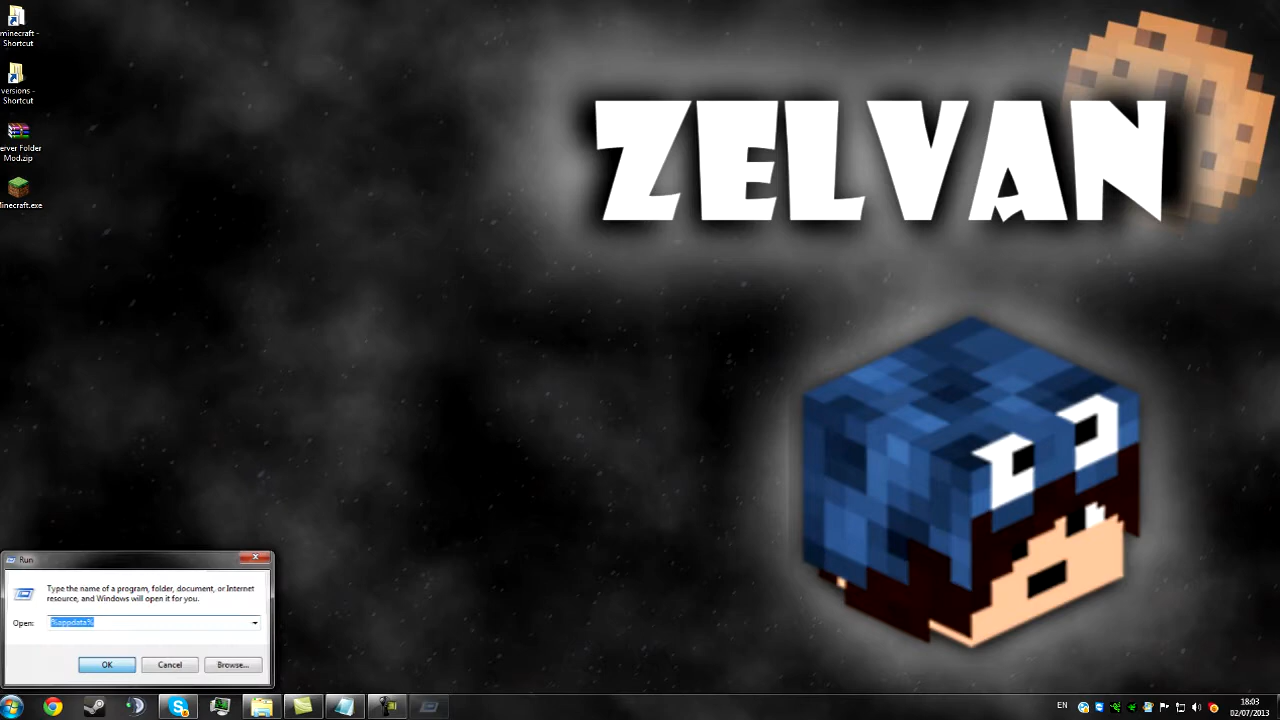 minecraft -
Shortcut
versions -
Shortcut
erver Folder
Mod.zip
inecraft.exe
ZELVAN
Run
Type the name of a program, folder, document, or Internet
resource, and Windows will open it for you.
Open:
%appdata%
OK
Cancel
Browse...
EN
18:03
02/07/2013